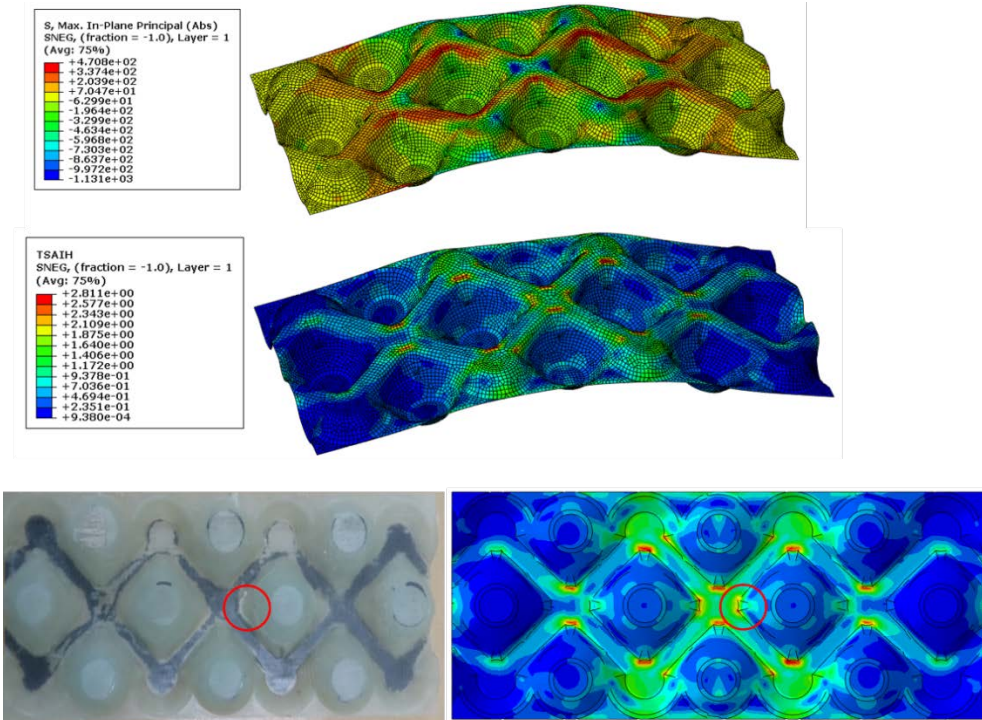 S, Max. In-Plane Principal (Abs)
SNEG, (fraction = -1.0), Layer = 1
(Avg: 75%)
+4.708e+02
+3.374e+02
+2.039e+02
+7.047e+01
-6.299e+01
-1.964e+02
-3.299e+02
-4.634e+02
-5.968e+02
-7.303e+02
-8.637e+02
-9.972e+02
-1.131e+03
TSAIH
SNEG, (fraction = -1.0), Layer = 1
(Avg: 75%)
+2.811e+00
+2.577e+00
+2.343e+00
+2.109e+00
+1.875e+00
+1.640e+00
+1.406e+00
+1.172e+00
+9.378e-01
+7.036e-01
+4.694e-01
+2.351e-01
+9.380e-04